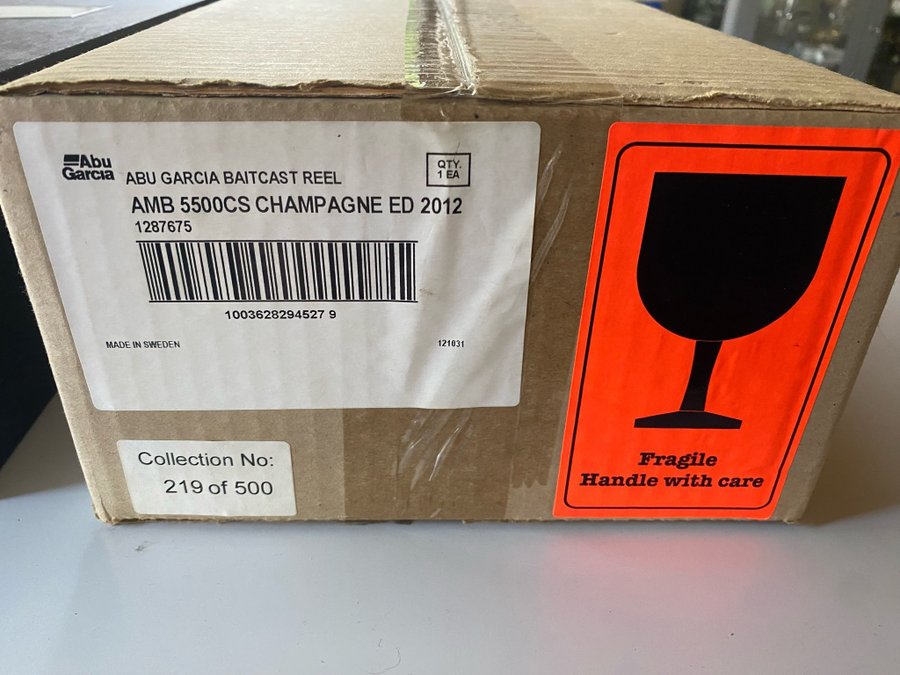 Abu
Garcia
ABU GARCIA BAITCAST REEL
QTY.
1 EA
AMB 5500CS CHAMPAGNE ED 2012
1287675
1003628294527 9
MADE IN SWEDEN
121031
Collection No:
219 of 500
Fragile
Handle with care